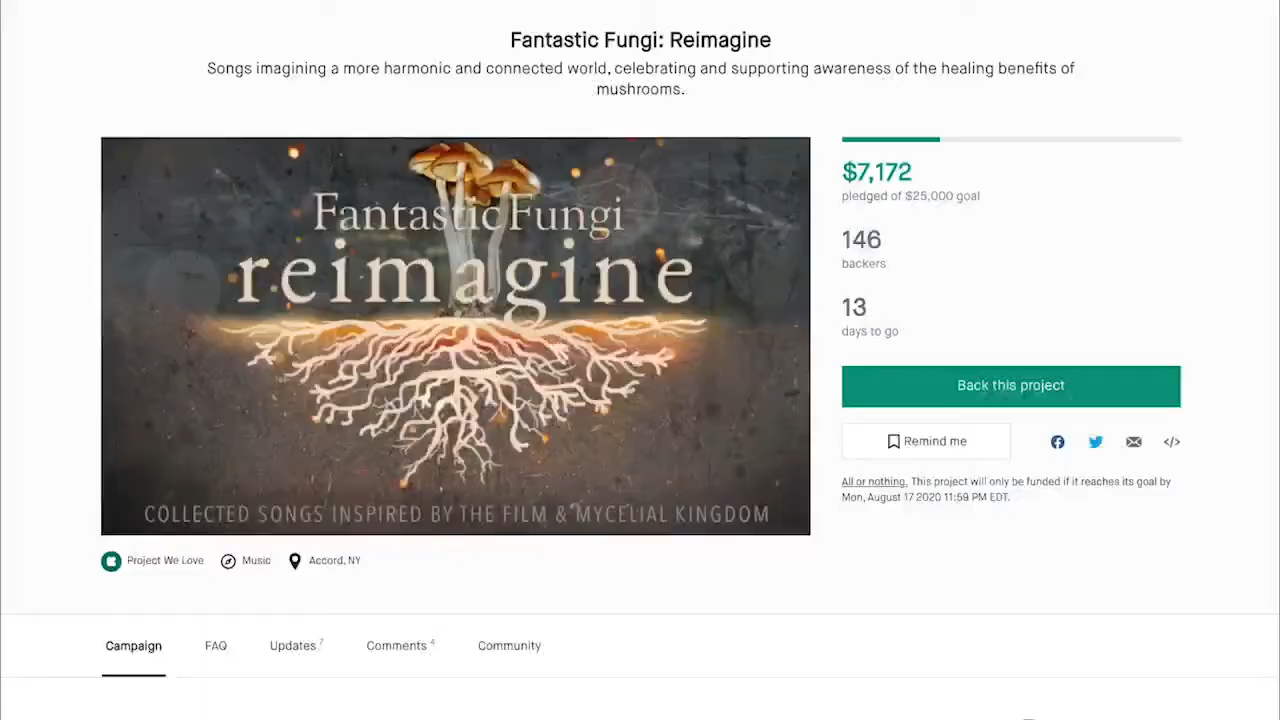 Fantastic Fungi: Reimagine
Songs imagining a more harmonic and connected world, celebrating and supporting awareness of the healing benefits of
mushrooms.
Fantastic Fungi
reimagine
COLLECTED SONGS INSPIRED BY THE FILM & MYCELIAL KINGDOM
$7,172
pledged of $25,000 goal
146
backers
13
days to go
Back this project
Remind me
All or nothing. This project will only be funded if it reaches its goal by
Mon, August 17 2020 11:59 PM EDT.
Project We Love Music Accord, NY
Campaign FAQ Updates 7 Comments 4 Community